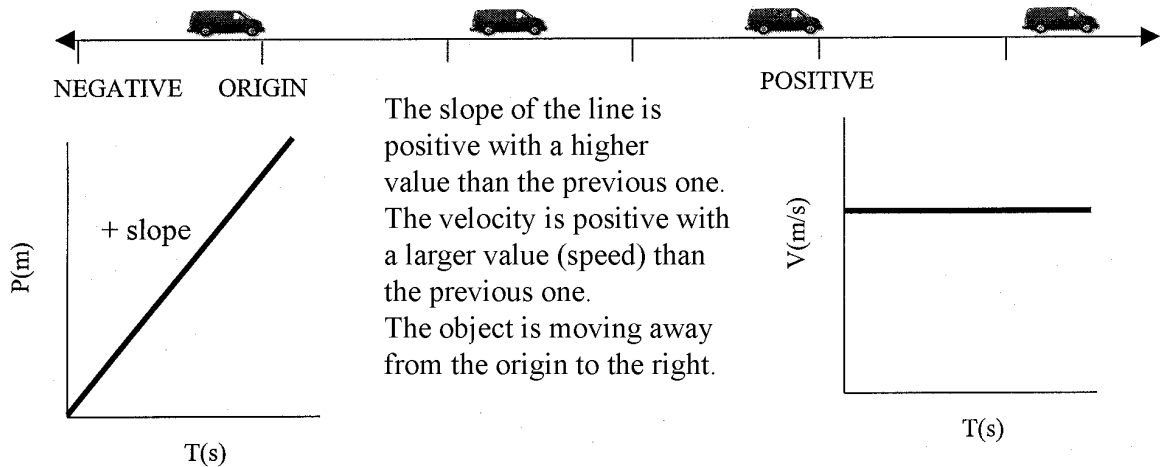 NEGATIVE
ORIGIN
POSITIVE
The slope of the line is
positive with a higher
value than the previous one.
The velocity is positive with
a larger value (speed) than
the previous one.
The object is moving away
from the origin to the right.
+ slope
P(m)
T(s)
V(m/s)
T(s)